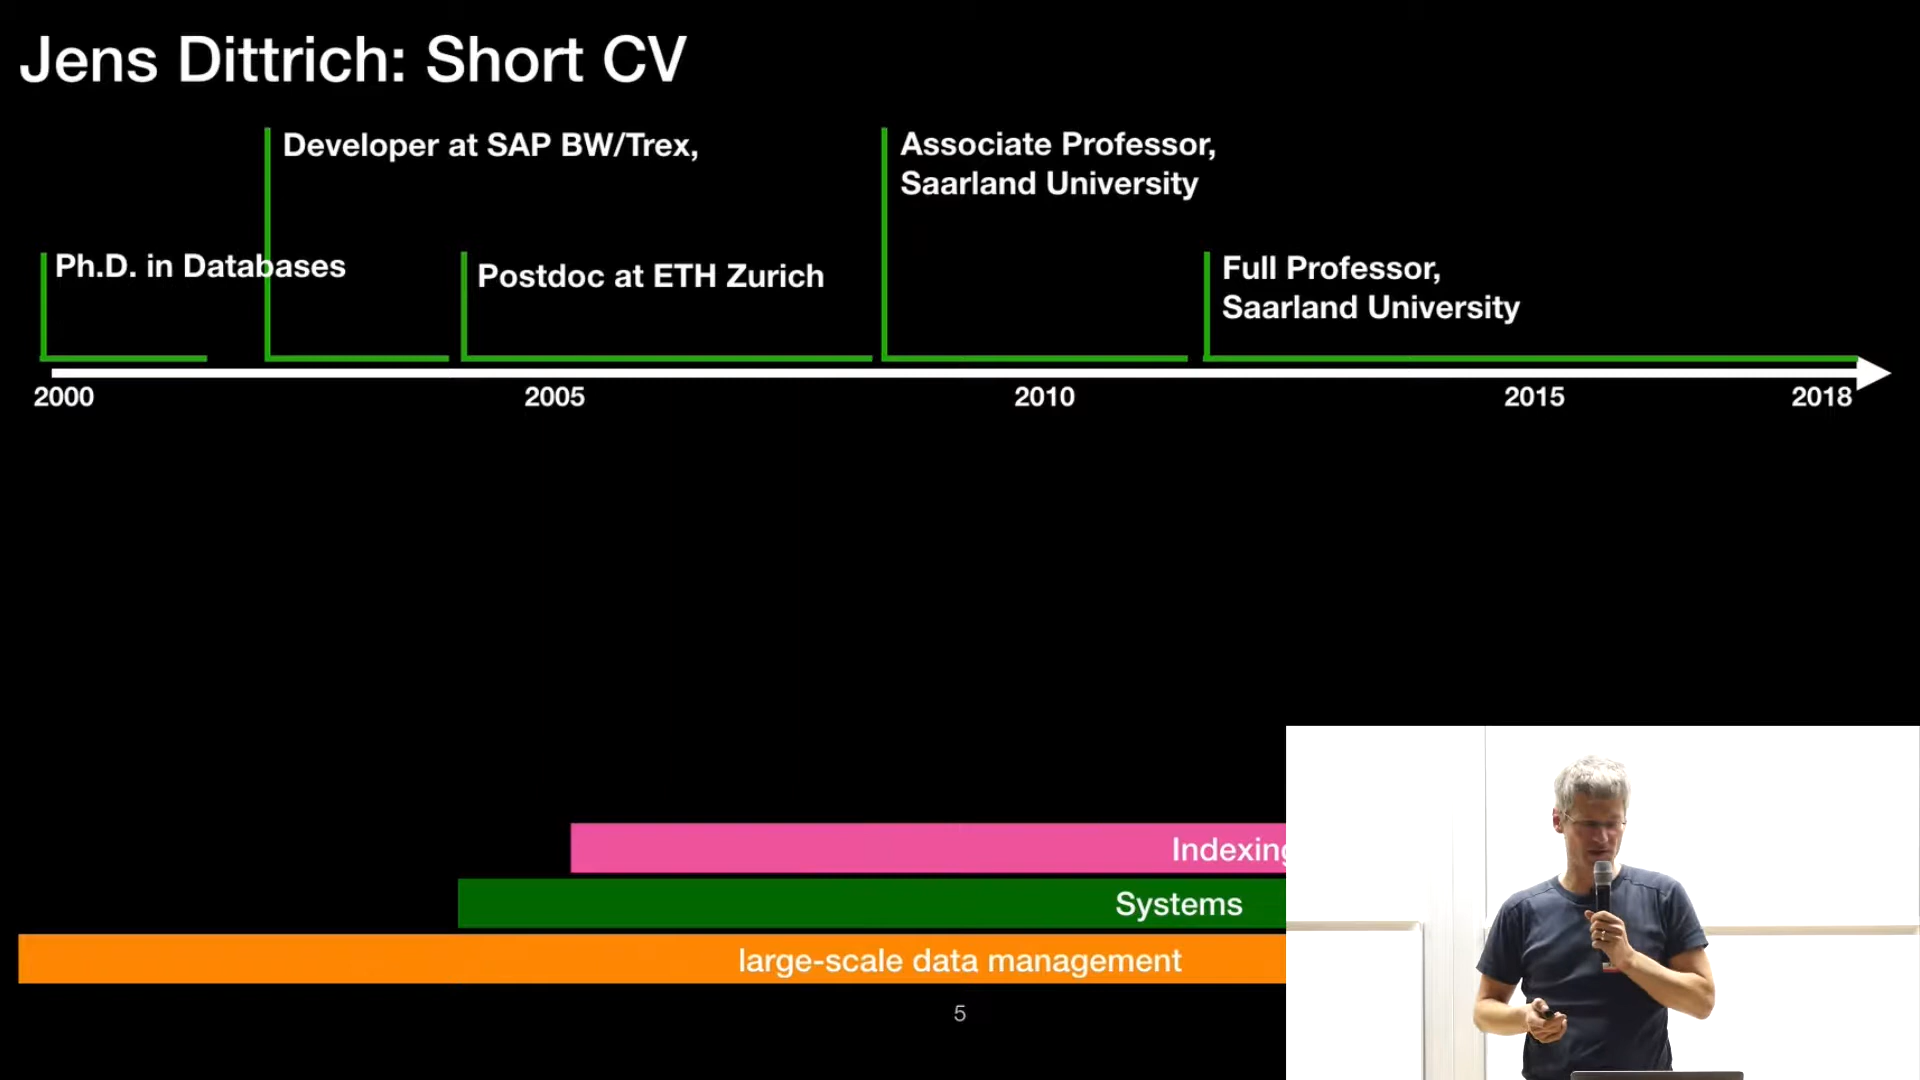 Jens Dittrich: Short CV
Developer at SAP BW/Trex,
Associate Professor,
Saarland University
Ph.D. in Databases
Postdoc at ETH Zurich
Full Professor,
Saarland University
2000
2005
2010
2015
2018
Indexing
Systems
large-scale data management
5